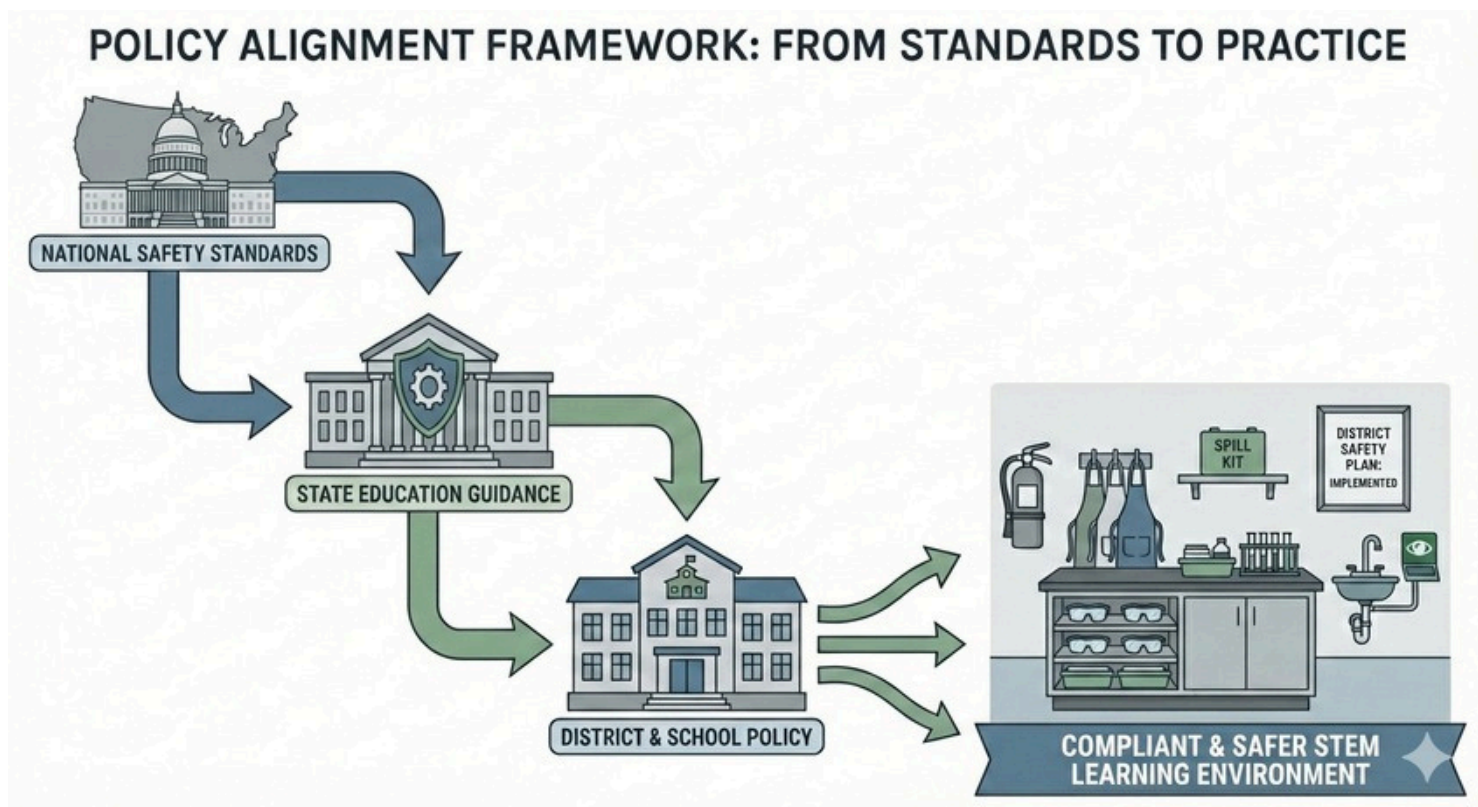 POLICY ALIGNMENT FRAMEWORK: FROM STANDARDS TO PRACTICE
NATIONAL SAFETY STANDARDS
STATE EDUCATION GUIDANCE
DISTRICT & SCHOOL POLICY
SPILL
KIT
DISTRICT
SAFETY
PLAN:
IMPLEMENTED
COMPLIANT & SAFER STEM
LEARNING ENVIRONMENT